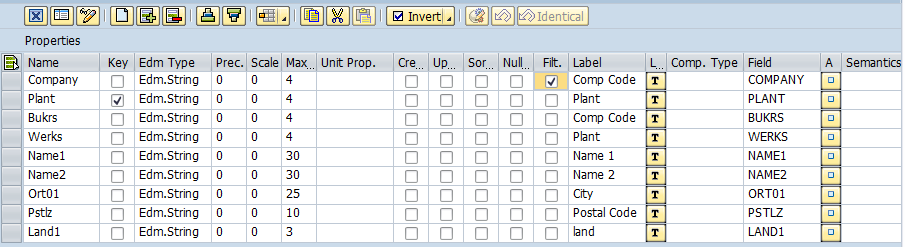 Invert Identical
Properties
Name Key Edm Type Prec. Scale Max... Unit Prop. Cre... Up... Sor... Null... Filt. Label L... Comp. Type Field A Semantics
Company Edm.String 0 0 4 Comp Code T COMPANY
Plant Edm.String 0 0 4 Plant T PLANT
Bukrs Edm.String 0 0 4 Comp Code T BUKRS
Werks Edm.String 0 0 4 Plant T WERKS
Name1 Edm.String 0 0 30 Name 1 T NAME1
Name2 Edm.String 0 0 30 Name 2 T NAME2
Ort01 Edm.String 0 0 25 City T ORT01
Pstlz Edm.String 0 0 10 Postal Code T PSTLZ
Land1 Edm.String 0 0 3 land T LAND1